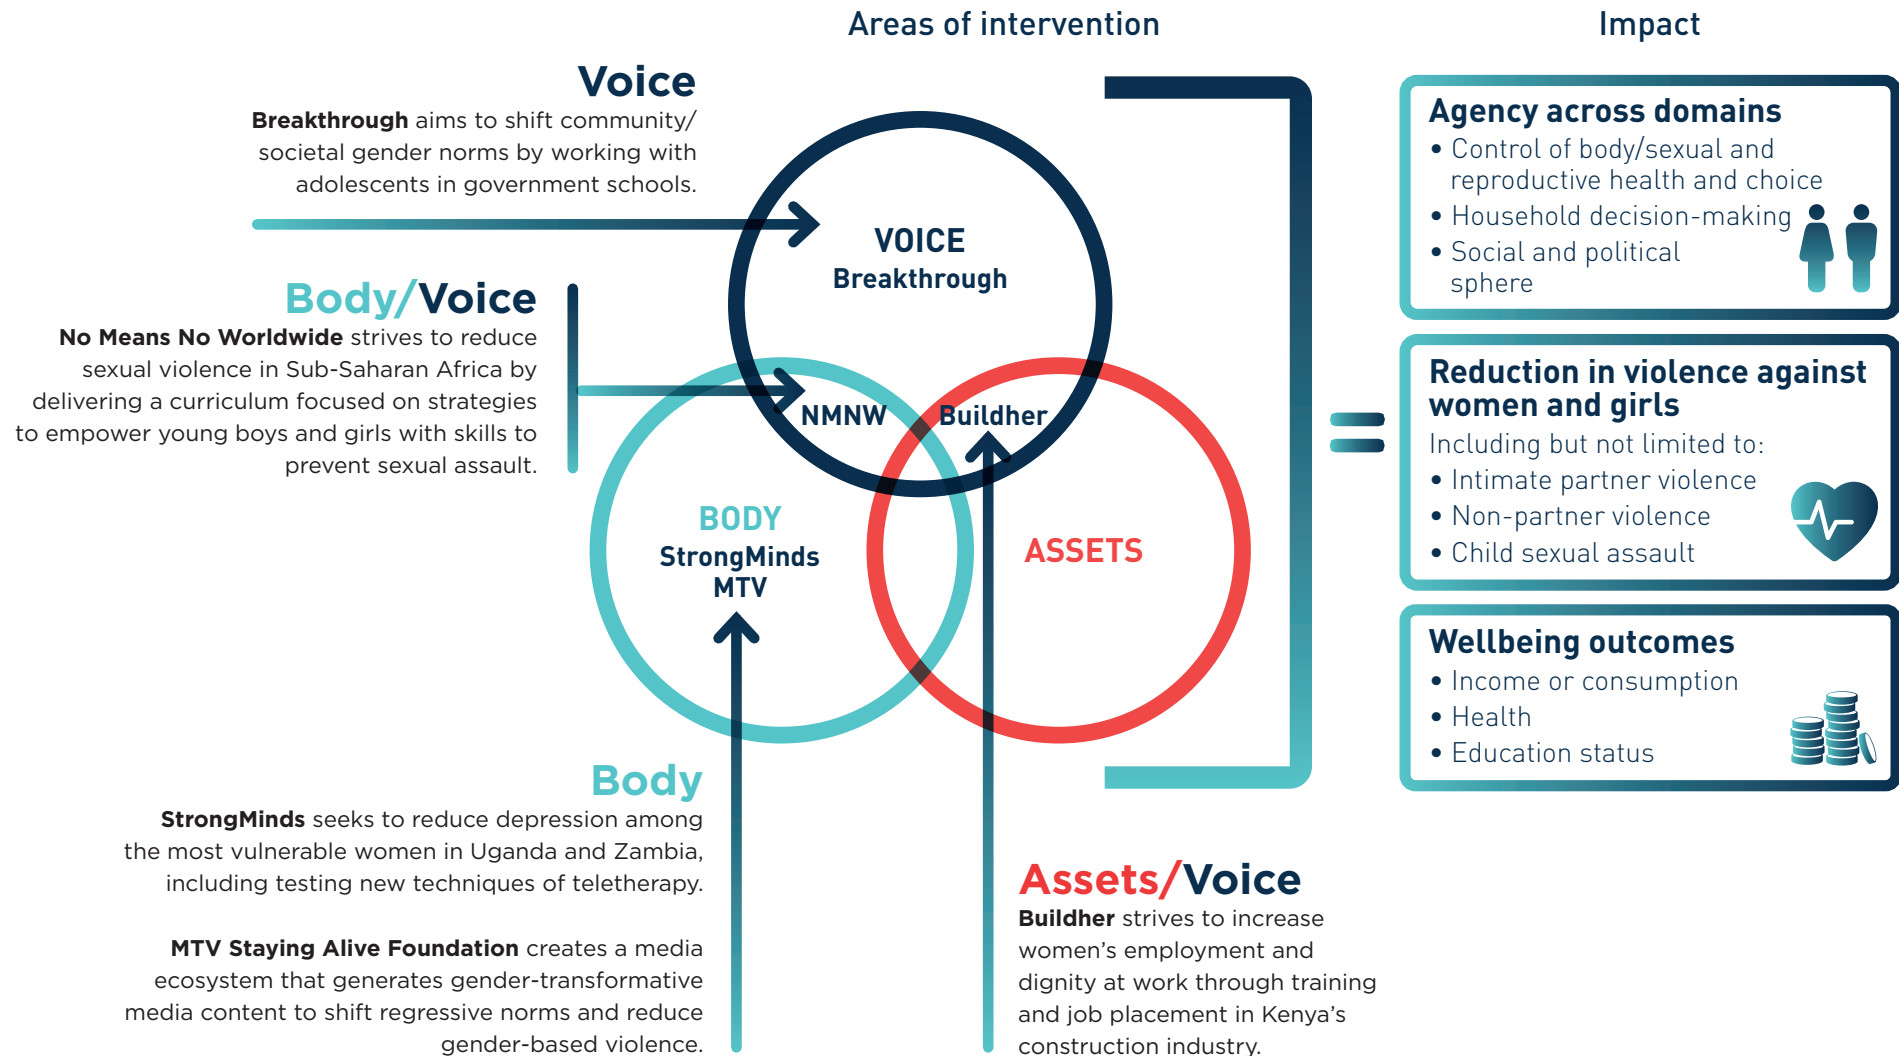 Areas of intervention
Impact
Voice
Breakthrough aims to shift community/
societal gender norms by working with
adolescents in government schools.
Body/Voice
No Means No Worldwide strives to reduce
sexual violence in Sub-Saharan Africa by
delivering a curriculum focused on strategies
to empower young boys and girls with skills to
prevent sexual assault.
VOICE
Breakthrough
NMNW
Buildher
BODY
StrongMinds
MTV
ASSETS
Body
StrongMinds seeks to reduce depression among
the most vulnerable women in Uganda and Zambia,
including testing new techniques of teletherapy.
MTV Staying Alive Foundation creates a media
ecosystem that generates gender-transformative
media content to shift regressive norms and reduce
gender-based violence.
Assets/Voice
Buildher strives to increase
women’s employment and
dignity at work through training
and job placement in Kenya’s
construction industry.
Agency across domains
• Control of body/sexual and
reproductive health and choice
• Household decision-making
• Social and political
sphere
Reduction in violence against
women and girls
Including but not limited to:
• Intimate partner violence
• Non-partner violence
• Child sexual assault
Wellbeing outcomes
• Income or consumption
• Health
• Education status